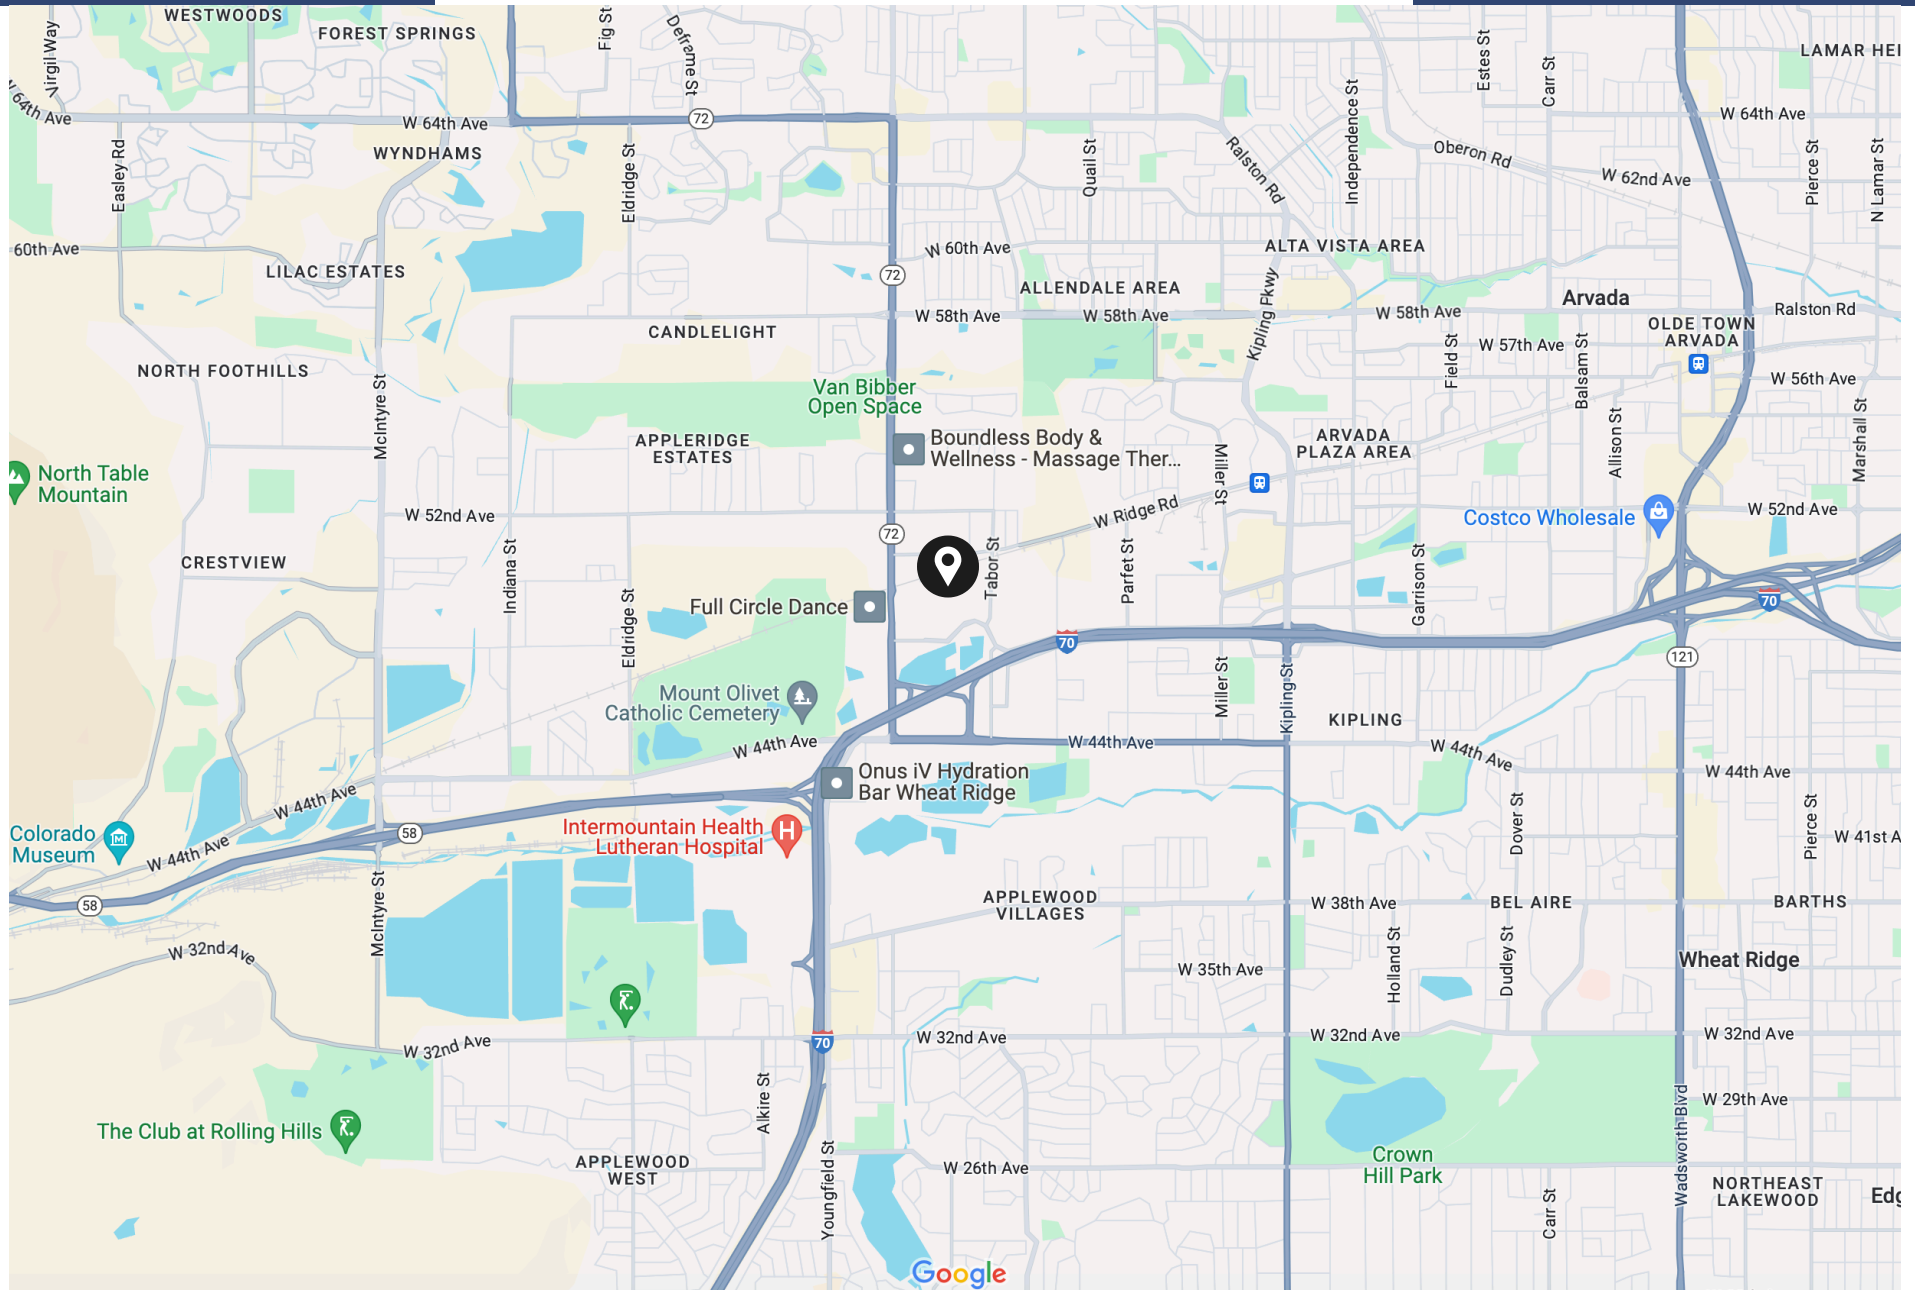 WESTWOODS
FOREST SPRINGS
Virgil Way
Fig St
Deframe St
Estes St
Carr St
LAMAR HEI
W 64th Ave
W 64th Ave
72
W 64th Ave
WYNDHAMS
Easley Rd
Eldridge St
Quail St
Ralston Rd
Independence St
Oberon Rd
W 62nd Ave
Pierce St
N Lamar St
60th Ave
LILAC ESTATES
W 60th Ave
ALTA VISTA AREA
72
ALLENDALE AREA
Arvada
W 58th Ave
W 58th Ave
W 58th Ave
Ralston Rd
CANDLELIGHT
Kipling Pkwy
OLDE TOWN
ARVADA
W 57th Ave
Field St
Balsam St
NORTH FOOTHILLS
W 56th Ave
McIntyre St
Van Bibber
Open Space
Allison St
Marshall St
APPLERIDGE
ESTATES
Boundless Body &
Wellness - Massage Ther...
ARVADA
PLAZA AREA
Miller St
North Table
Mountain
W 52nd Ave
W Ridge Rd
Costco Wholesale
W 52nd Ave
72
CRESTVIEW
Indiana St
Tabor St
Parfet St
Garrison St
Eldridge St
Full Circle Dance
70
70
121
Mount Olivet
Catholic Cemetery
Miller St
Kipling St
KIPLING
W 44th Ave
W 44th Ave
W 44th Ave
W 44th Ave
Onus iV Hydration
Bar Wheat Ridge
W 44th Ave
Dover St
Pierce St
58
Intermountain Health
Lutheran Hospital
W 41st A
Colorado
Museum
W 44th Ave
McIntyre St
58
APPLEWOOD
VILLAGES
W 38th Ave
BEL AIRE
BARTHS
W 32nd Ave
Holland St
Dudley St
W 35th Ave
Wheat Ridge
70
W 32nd Ave
W 32nd Ave
W 32nd Ave
W 32nd Ave
Alkire St
Wadsworth Blvd
W 29th Ave
The Club at Rolling Hills
APPLEWOOD
WEST
Youngfield St
W 26th Ave
Crown
Hill Park
Carr St
NORTHEAST
LAKEWOOD
Edg
Google